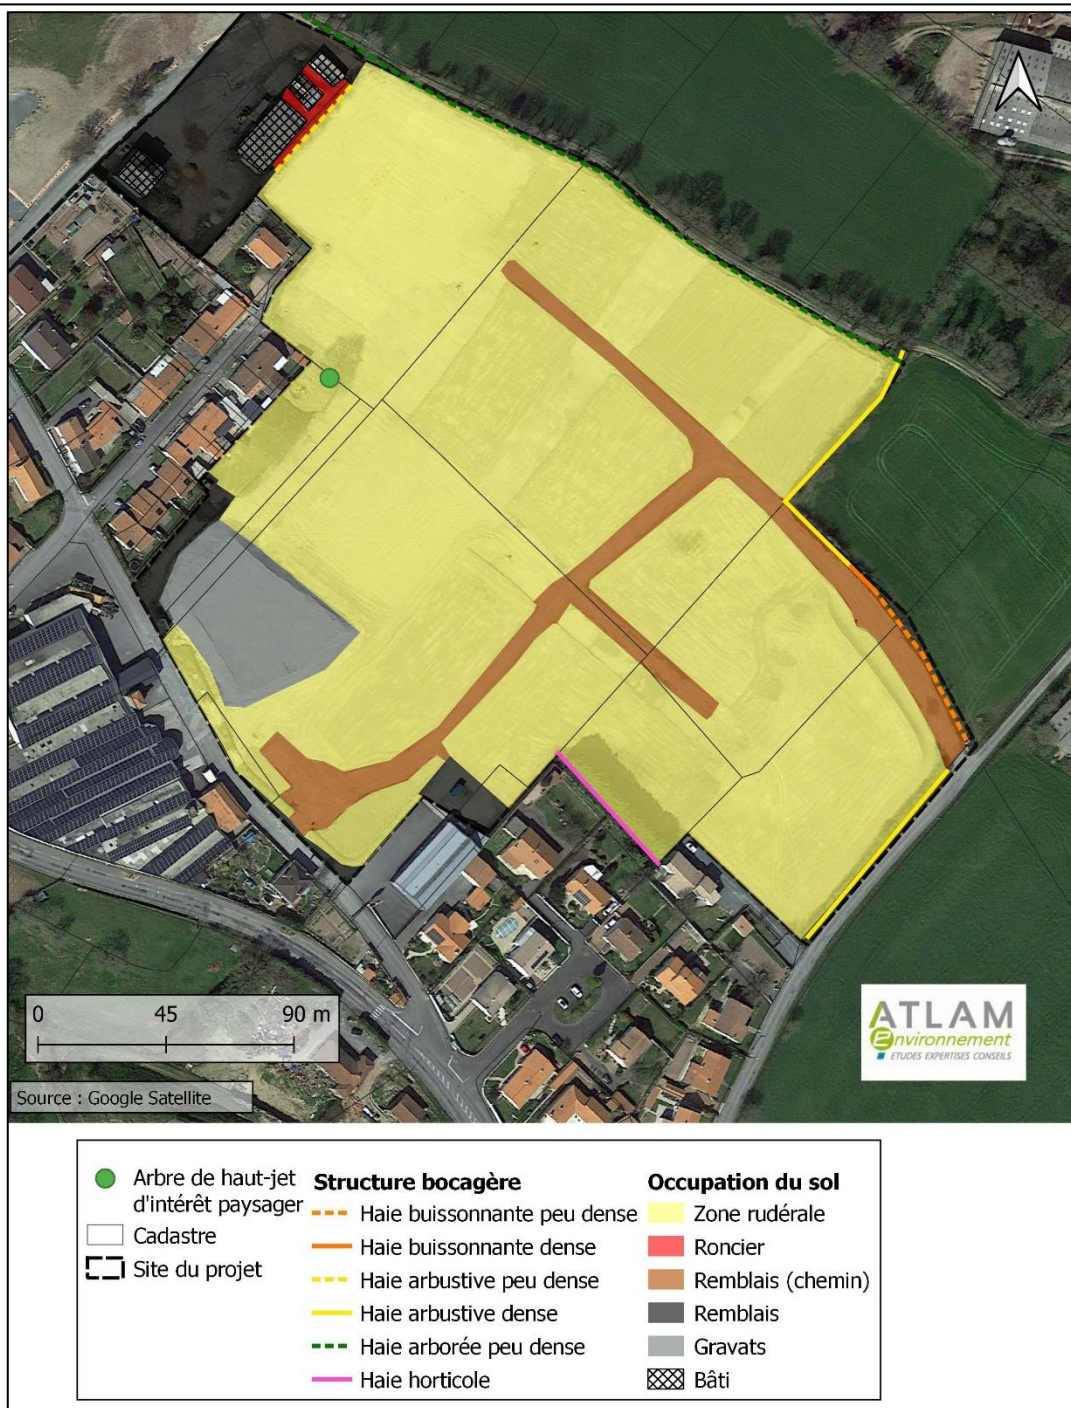 0 45 90 m
Source : Google Satellite
ATLAM
environnement
ETUDES EXPERTISES CONSEILS
Arbre de haut-jet
d'intérêt paysager
Cadastre
Site du projet
Structure bocagère
Haie buissonnante peu dense
Haie buissonnante dense
Haie arbustive peu dense
Haie arbustive dense
Haie arborée peu dense
Haie horticole
Occupation du sol
Zone rudérale
Roncier
Remblais (chemin)
Remblais
Gravats
Bâti